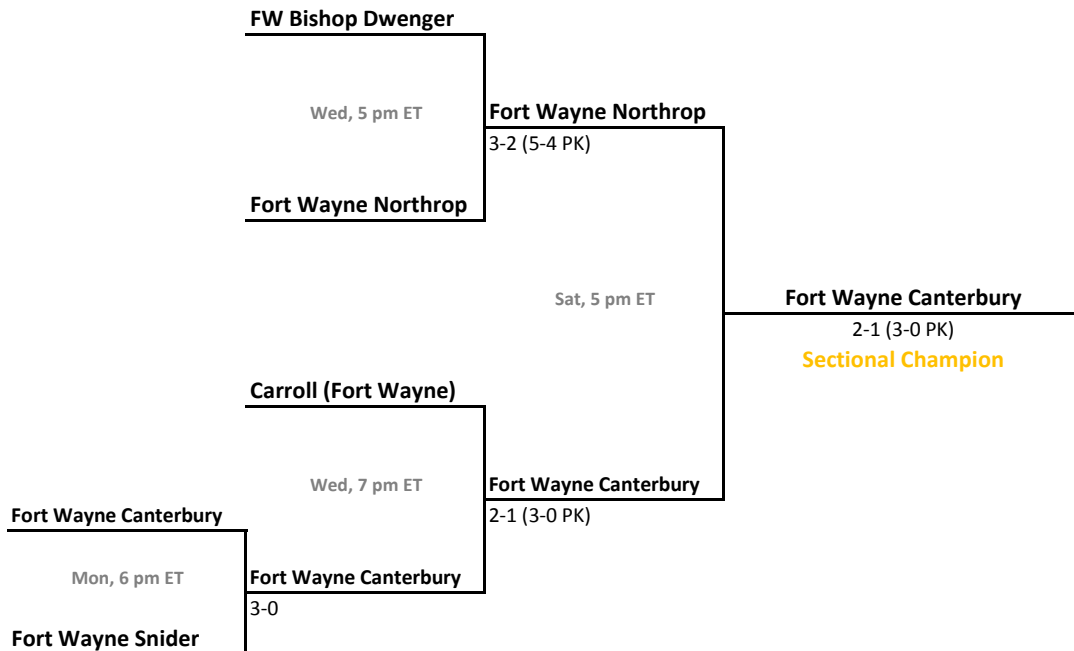 FW Bishop Dwenger
Wed, 5 pm ET
Fort Wayne Northrop
3-2 (5-4 PK)
Fort Wayne Northrop
Sat, 5 pm ET
Fort Wayne Canterbury
2-1 (3-0 PK)
Sectional Champion
Carroll (Fort Wayne)
Wed, 7 pm ET
Fort Wayne Canterbury
2-1 (3-0 PK)
Fort Wayne Canterbury
Mon, 6 pm ET
Fort Wayne Canterbury
3-0
Fort Wayne Snider